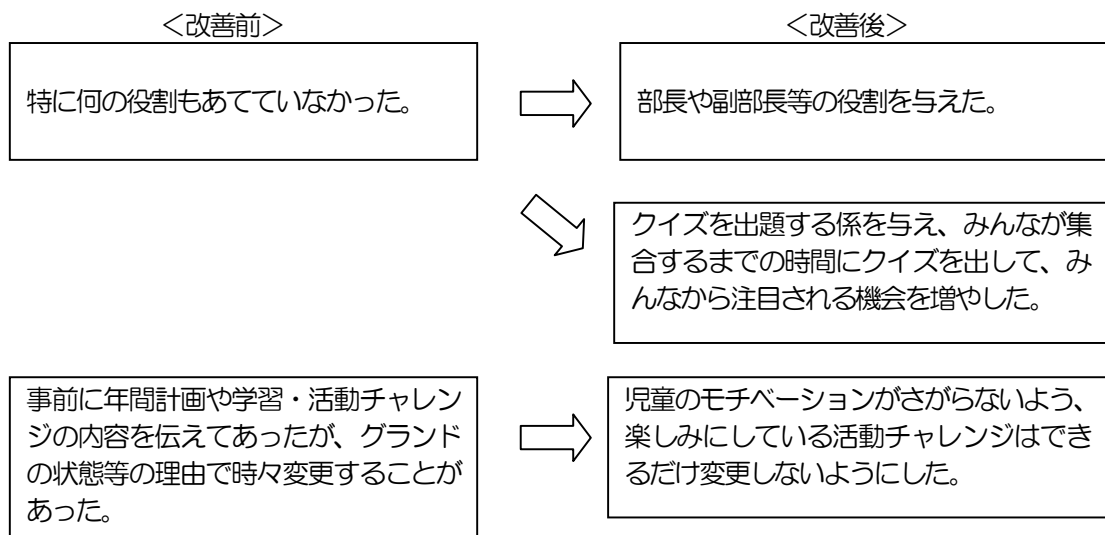 ＜改善前＞
＜改善後＞
特に何の役割もあてていなかった。
部長や副部長等の役割を与えた。
クイズを出題する係を与え、みんなが集
合するまでの時間にクイズを出して、み
んなから注目される機会を増やした。
事前に年間計画や学習・活動チャレン
ジの内容を伝えてあったが、グランド
の状態等の理由で時々変更することが
あった。
児童のモチベーションがさがらないよう、
楽しみにしている活動チャレンジはでき
るだけ変更しないようにした。